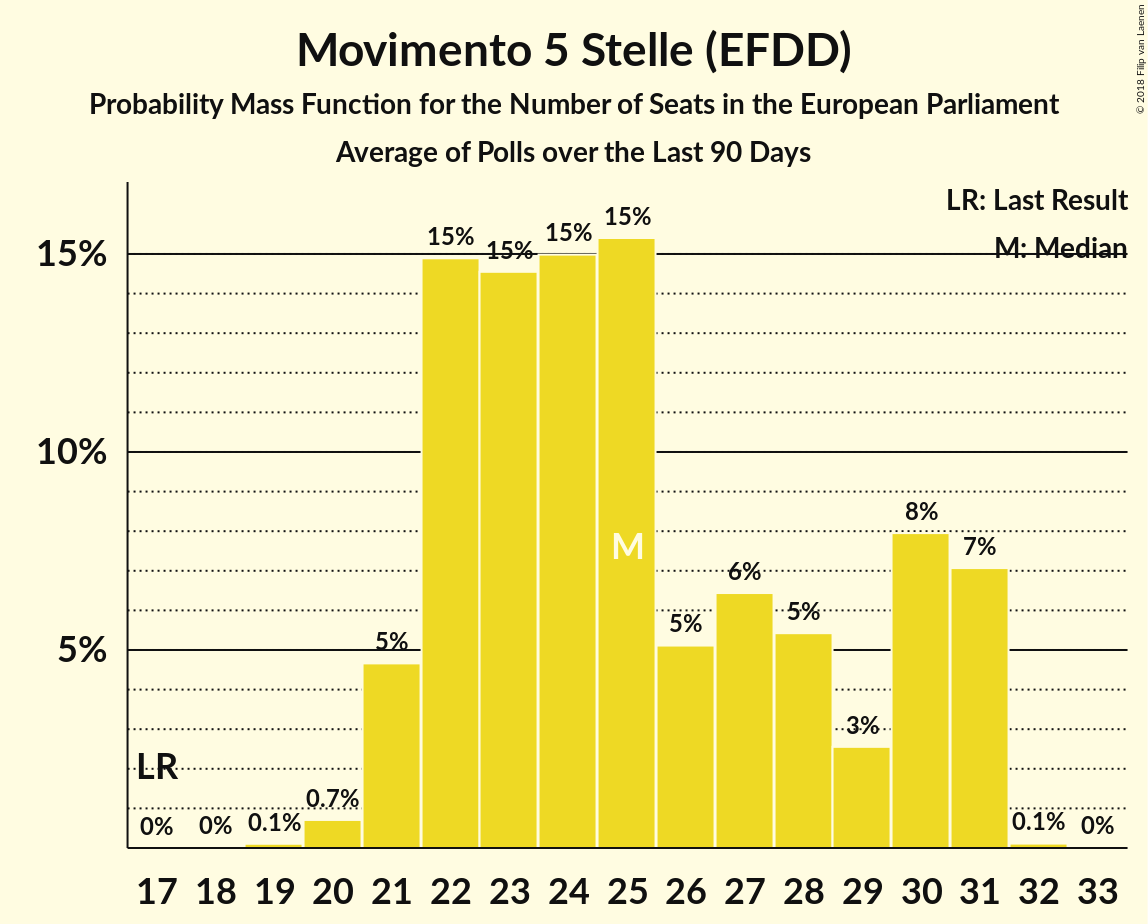 Movimento 5 Stelle (EFDD)
Probability Mass Function for the Number of Seats in the European Parliament
Average of Polls over the Last 90 Days
© 2018 Filip van Laenen
LR: Last Result
M: Median
15%
10%
5%
LR
0%
0%
0.1%
0.7%
5%
15%
15%
15%
15%
M
5%
6%
5%
3%
8%
7%
0.1%
0%
17 18 19 20 21 22 23 24 25 26 27 28 29 30 31 32 33